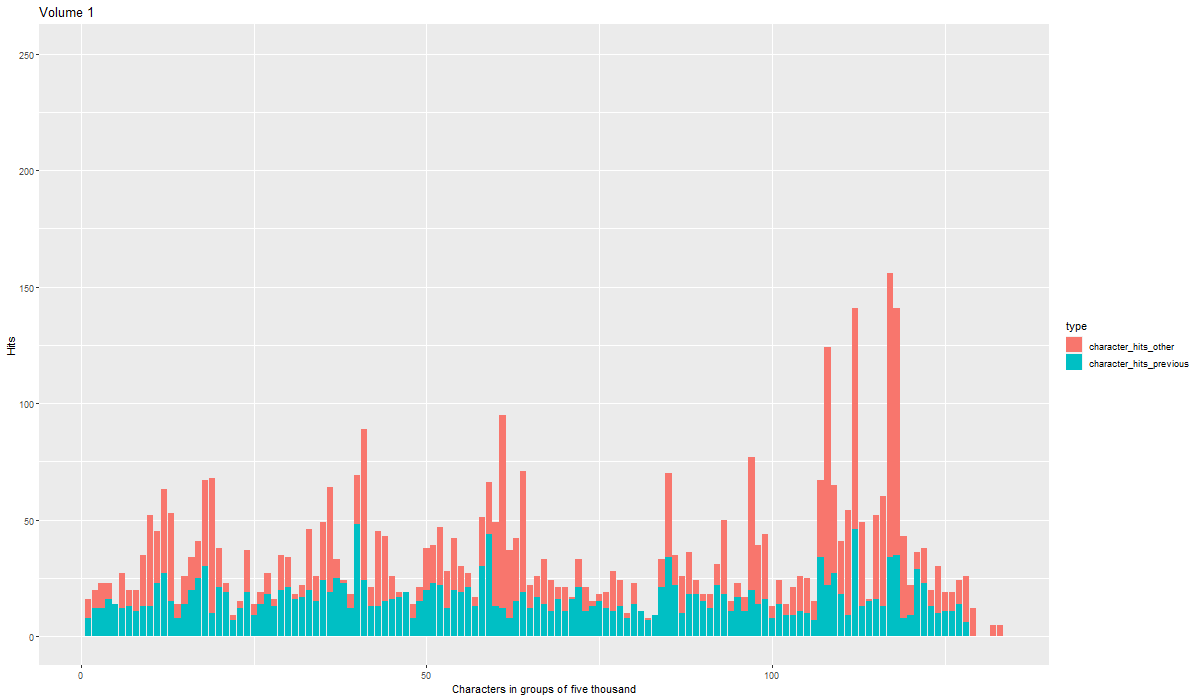 Volume 1
250
200
150
100
50
0
Hits
0 50 100
Characters in groups of five thousand
type
character_hits_other
character_hits_previous